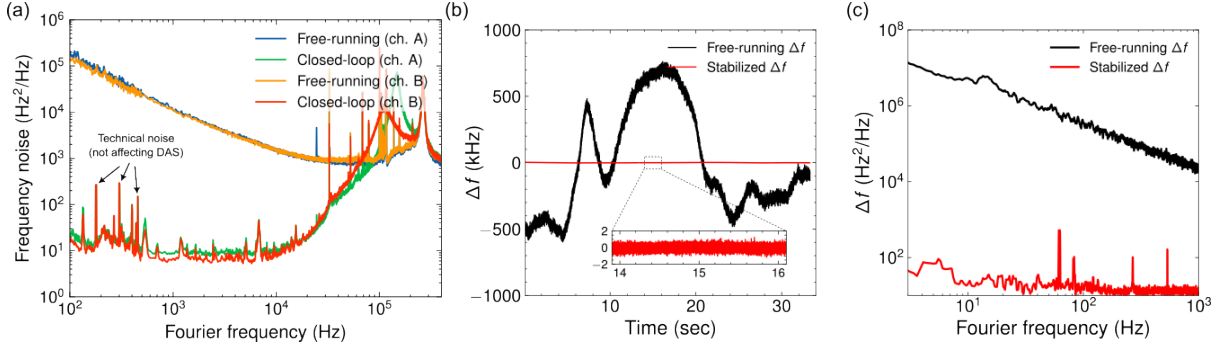 (a)
10⁶
10⁵
10⁴
10³
10²
10¹
10⁰
Frequency noise (Hz²/Hz)
Free-running (ch. A)
Closed-loop (ch. A)
Free-running (ch. B)
Closed-loop (ch. B)
Technical noise
(not affecting DAS)
10² 10³ 10⁴ 10⁵
Fourier frequency (Hz)
(b)
1000
500
0
−500
−1000
Δf (kHz)
Free-running Δf
Stabilized Δf
2
0
−2
14 15 16
10 20 30
Time (sec)
(c)
10⁸
10⁶
10⁴
10²
10⁰
Δf (Hz²/Hz)
Free-running Δf
Stabilized Δf
10¹ 10² 10³
Fourier frequency (Hz)